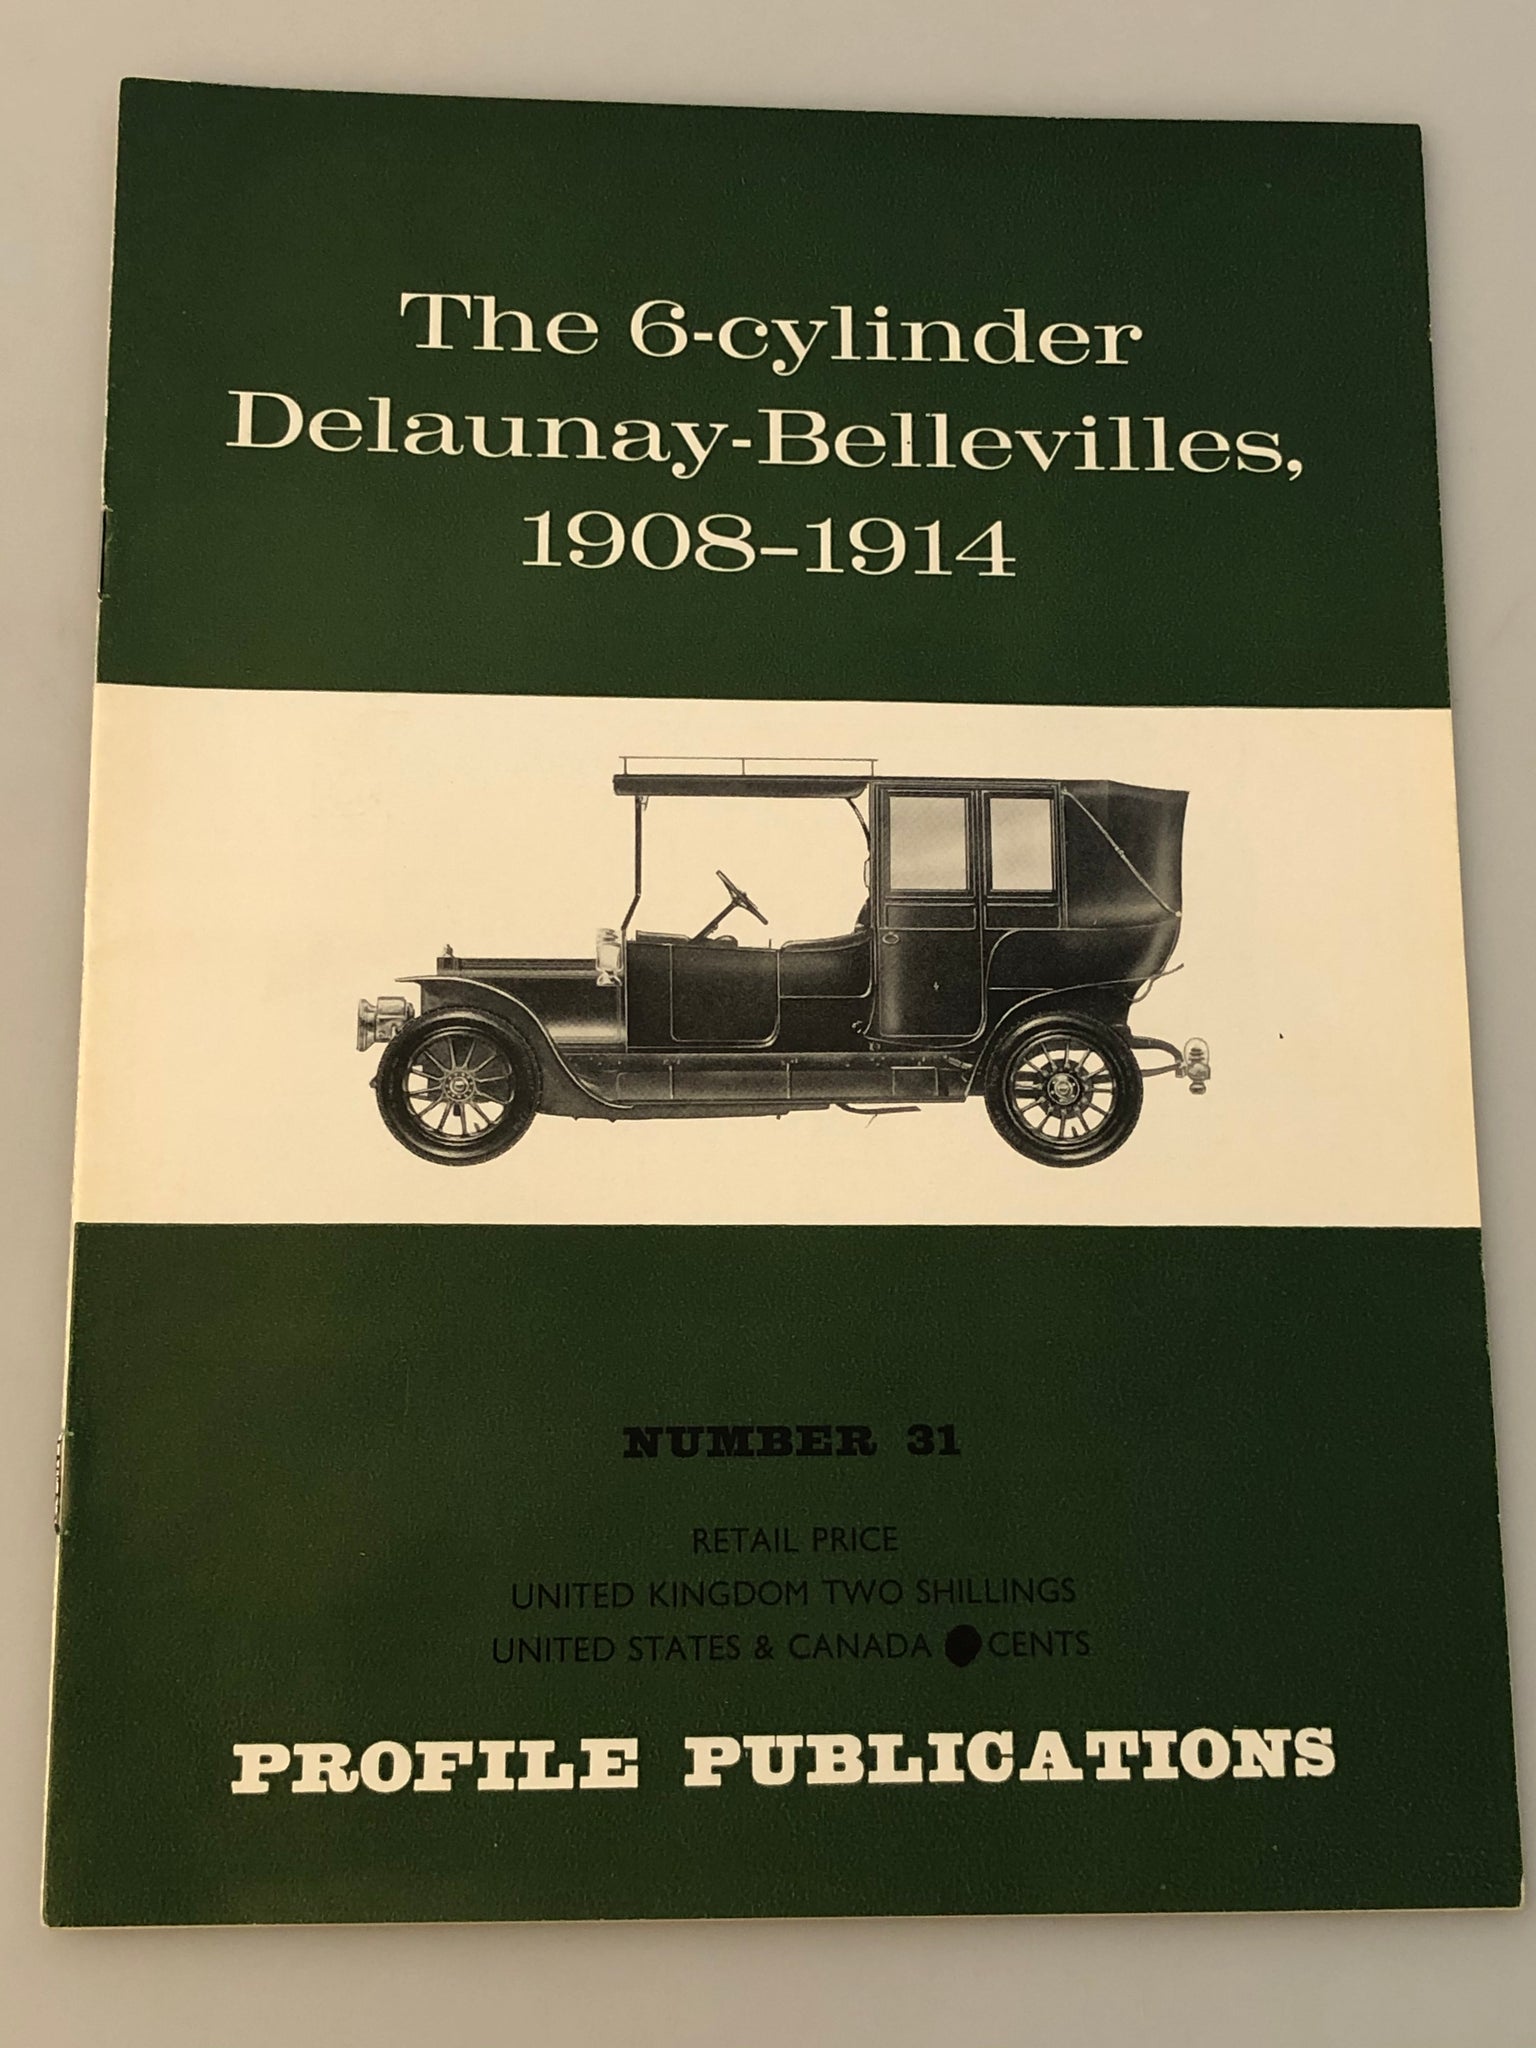 The 6-cylinder
Delaunay-Bellevilles,
1908–1914
NUMBER 31
RETAIL PRICE
UNITED KINGDOM TWO SHILLINGS
UNITED STATES & CANADA CENTS
PROFILE PUBLICATIONS